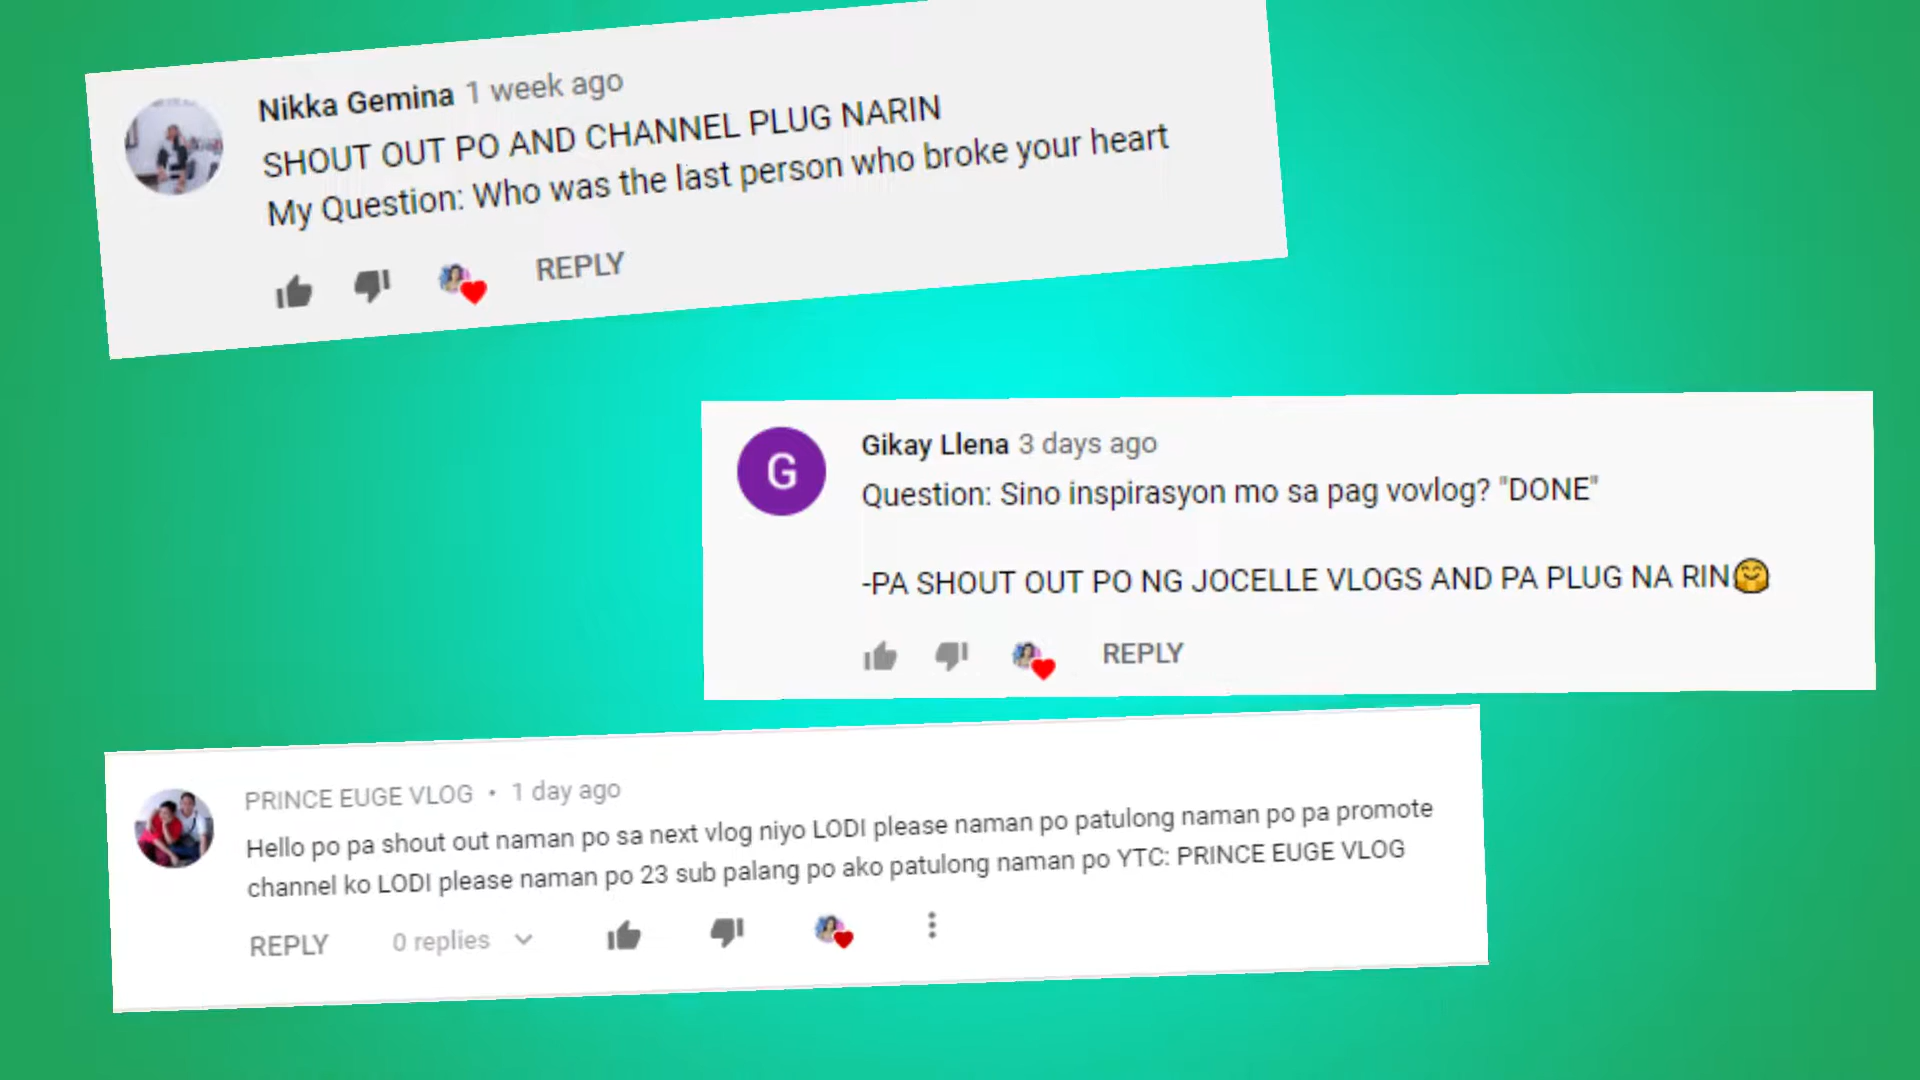 Nikka Gemina 1 week ago
SHOUT OUT PO AND CHANNEL PLUG NARIN
My Question: Who was the last person who broke your heart
REPLY
G
Gikay Llena 3 days ago
Question: Sino inspirasyon mo sa pag vovlog? "DONE"
-PA SHOUT OUT PO NG JOCELLE VLOGS AND PA PLUG NA RIN🤗
REPLY
PRINCE EUGE VLOG • 1 day ago
Hello po pa shout out naman po sa next vlog niyo LODI please naman po patulong naman po pa promote
channel ko LODI please naman po 23 sub palang po ako patulong naman po YTC: PRINCE EUGE VLOG
REPLY 0 replies